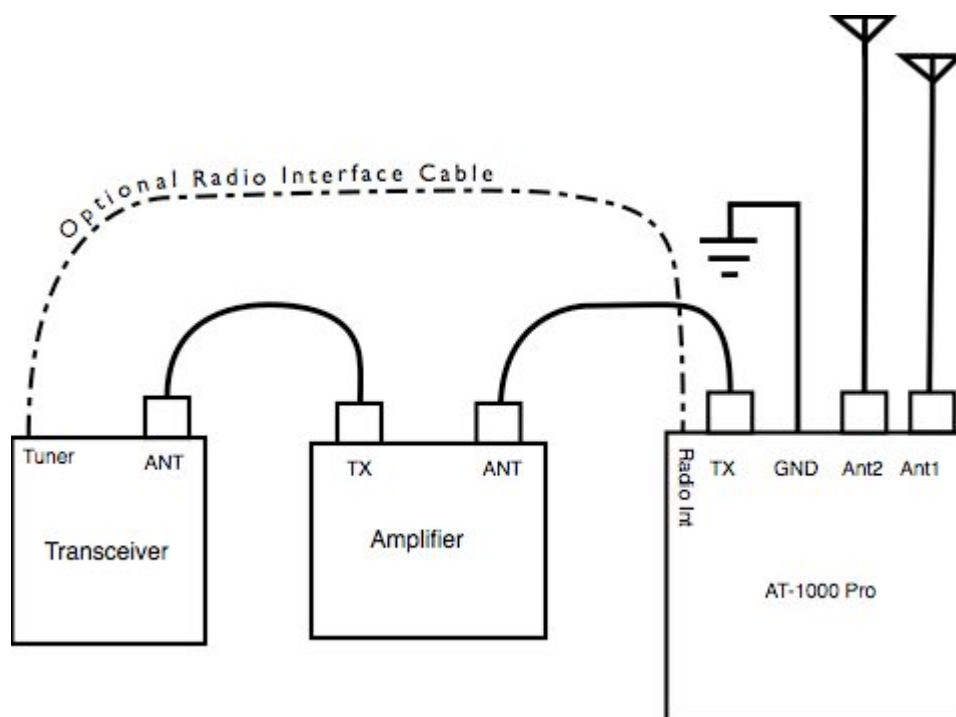 Optional Radio Interface Cable
Tuner
ANT
Transceiver
TX
ANT
Amplifier
Radio Int
TX
GND
Ant2
Ant1
AT-1000 Pro